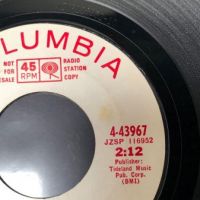 LUMBIA
NOT FOR SALE
45 RPM
RADIO STATION COPY
4-43967
JZSP 116952
2:12
Publisher:
Tideland Music
Pub. Corp.
(BMI)